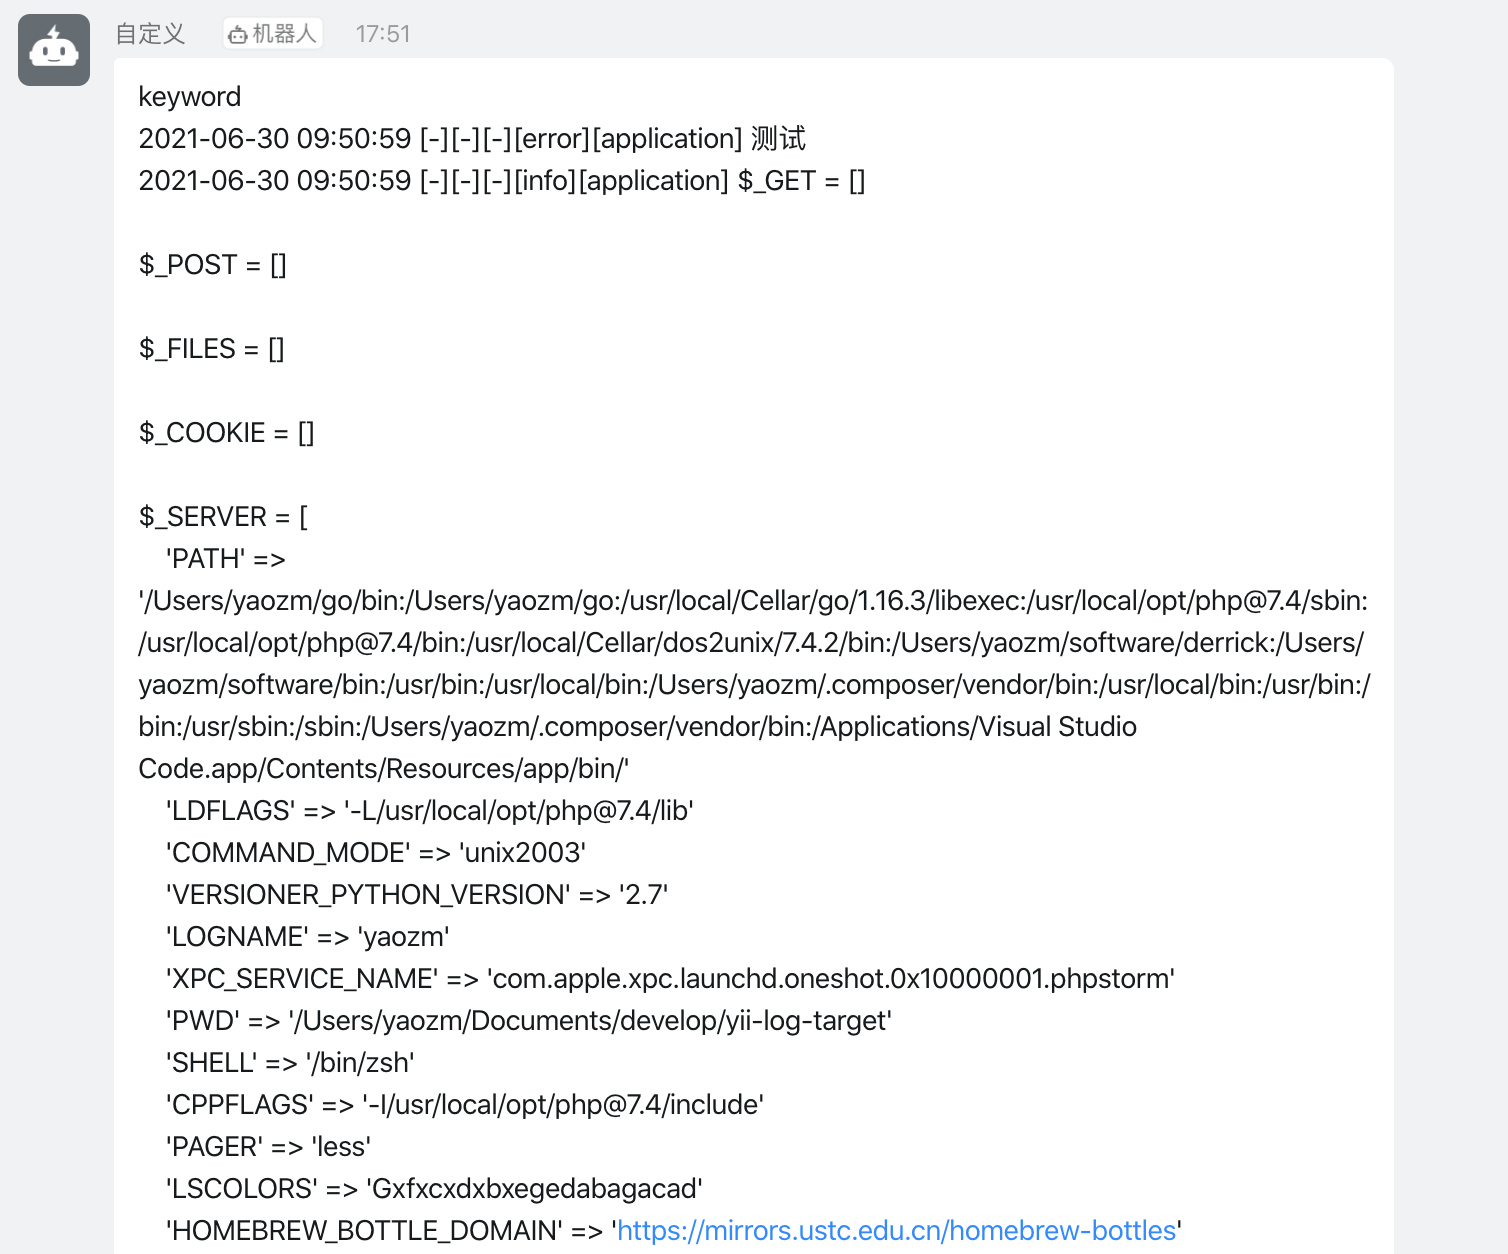 自定义 机器人 17:51
keyword
2021-06-30 09:50:59 [-][-][-][error][application] 测试
2021-06-30 09:50:59 [-][-][-][info][application] $_GET = []
$_POST = []
$_FILES = []
$_COOKIE = []
$_SERVER = [
    'PATH' =>
'/Users/yaozm/go/bin:/Users/yaozm/go:/usr/local/Cellar/go/1.16.3/libexec:/usr/local/opt/php@7.4/sbin:
/usr/local/opt/php@7.4/bin:/usr/local/Cellar/dos2unix/7.4.2/bin:/Users/yaozm/software/derrick:/Users/
yaozm/software/bin:/usr/bin:/usr/local/bin:/Users/yaozm/.composer/vendor/bin:/usr/local/bin:/usr/bin:/
bin:/usr/sbin:/sbin:/Users/yaozm/.composer/vendor/bin:/Applications/Visual Studio
Code.app/Contents/Resources/app/bin/'
    'LDFLAGS' => '-L/usr/local/opt/php@7.4/lib'
    'COMMAND_MODE' => 'unix2003'
    'VERSIONER_PYTHON_VERSION' => '2.7'
    'LOGNAME' => 'yaozm'
    'XPC_SERVICE_NAME' => 'com.apple.xpc.launchd.oneshot.0x10000001.phpstorm'
    'PWD' => '/Users/yaozm/Documents/develop/yii-log-target'
    'SHELL' => '/bin/zsh'
    'CPPFLAGS' => '-I/usr/local/opt/php@7.4/include'
    'PAGER' => 'less'
    'LSCOLORS' => 'Gxfxcxdxbxegedabagacad'
    'HOMEBREW_BOTTLE_DOMAIN' => 'https://mirrors.ustc.edu.cn/homebrew-bottles'